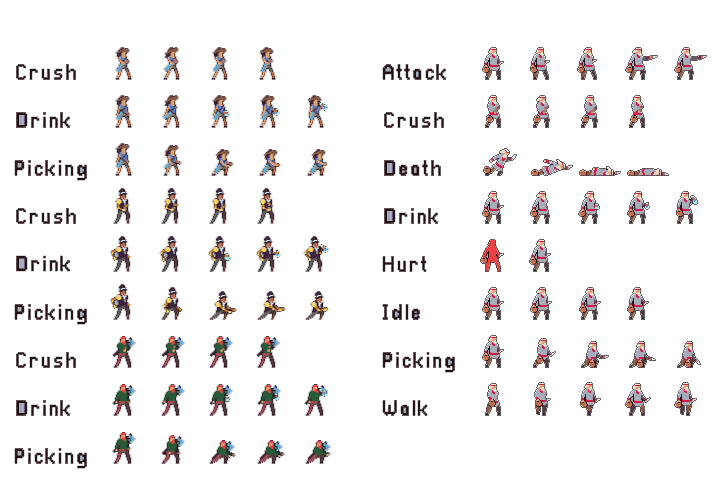 Crush
Drink
Picking
Crush
Drink
Picking
Crush
Drink
Picking
Attack
Crush
Death
Drink
Hurt
Idle
Picking
Walk